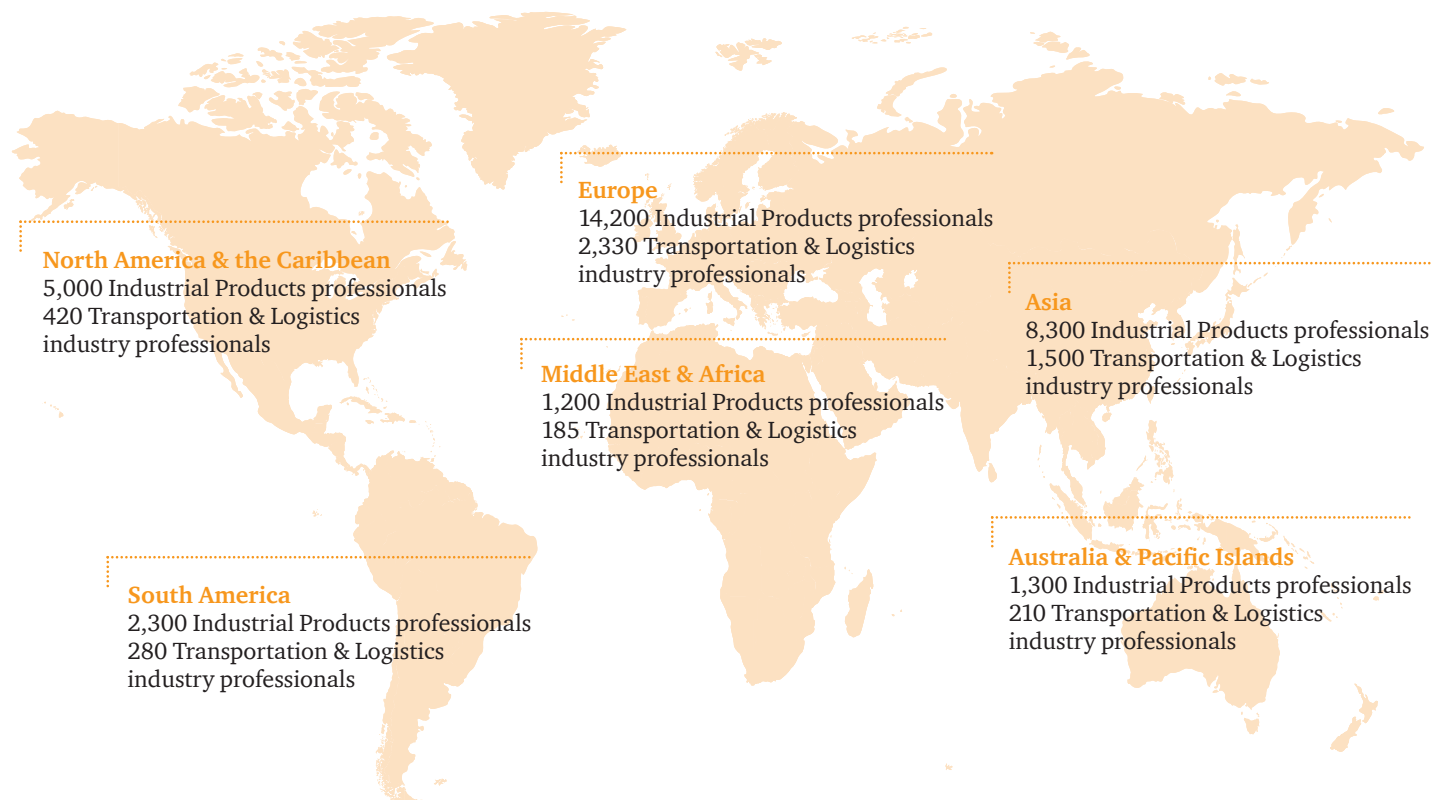 Europe
14,200 Industrial Products professionals
2,330 Transportation & Logistics
industry professionals
North America & the Caribbean
5,000 Industrial Products professionals
420 Transportation & Logistics
industry professionals
Asia
8,300 Industrial Products professionals
1,500 Transportation & Logistics
industry professionals
Middle East & Africa
1,200 Industrial Products professionals
185 Transportation & Logistics
industry professionals
Australia & Pacific Islands
1,300 Industrial Products professionals
210 Transportation & Logistics
industry professionals
South America
2,300 Industrial Products professionals
280 Transportation & Logistics
industry professionals